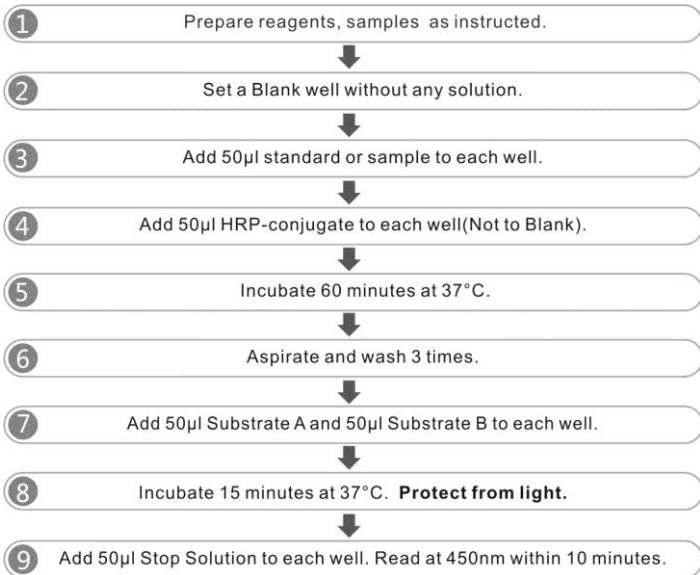 1 Prepare reagents, samples as instructed.
2 Set a Blank well without any solution.
3 Add 50µl standard or sample to each well.
4 Add 50µl HRP-conjugate to each well(Not to Blank).
5 Incubate 60 minutes at 37°C.
6 Aspirate and wash 3 times.
7 Add 50µl Substrate A and 50µl Substrate B to each well.
8 Incubate 15 minutes at 37°C. Protect from light.
9 Add 50µl Stop Solution to each well. Read at 450nm within 10 minutes.